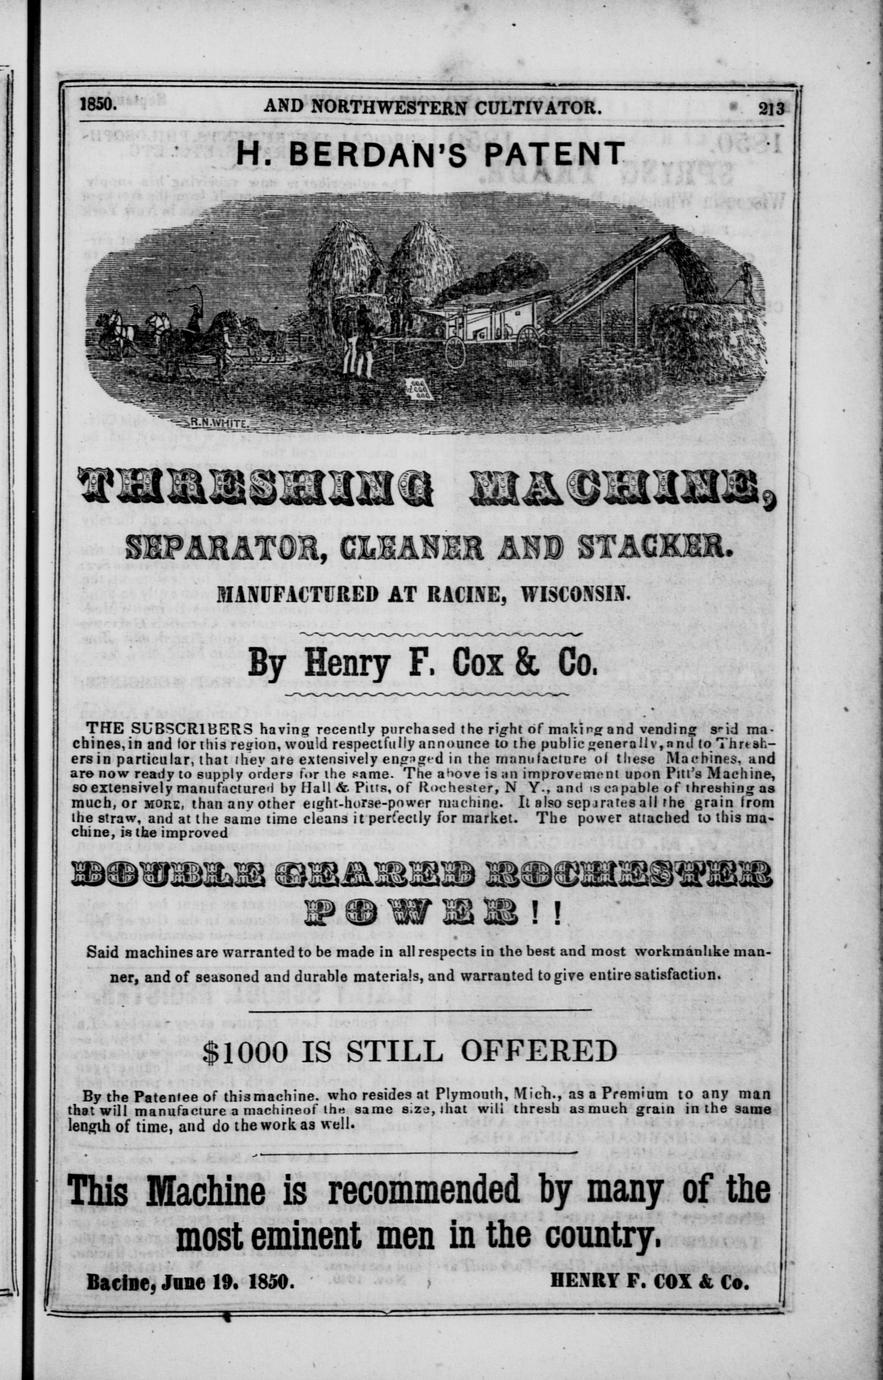 1850. AND NORTHWESTERN CULTIVATOR. 213
H. BERDAN'S PATENT
R.N.WHITE.
THRESHING MACHINE,
SEPARATOR, CLEANER AND STACKER.
MANUFACTURED AT RACINE, WISCONSIN.
By Henry F. Cox & Co.
THE SUBSCRIBERS having recently purchased the right of making and vending said ma-
chines, in and for this region, would respectfully announce to the public generally, and to Thresh-
ers in particular, that they are extensively engaged in the manufacture of these Machines, and
are now ready to supply orders for the same. The above is an improvement upon Pitt's Machine,
so extensively manufactured by Hall & Pitts, of Rochester, N Y., and is capable of threshing as
much, or MORE, than any other eight-horse-power machine. It also separates all the grain from
the straw, and at the same time cleans it perfectly for market. The power attached to this ma-
chine, is the improved
DOUBLE GEARED ROCHESTER
POWER!!
Said machines are warranted to be made in all respects in the best and most workmanlike man-
ner, and of seasoned and durable materials, and warranted to give entire satisfaction.
$1000 IS STILL OFFERED
By the Patentee of this machine. who resides at Plymouth, Mich., as a Premium to any man
that will manufacture a machine of the same size, that will thresh as much grain in the same
length of time, and do the work as well.
This Machine is recommended by many of the
most eminent men in the country.
Racine, June 19. 1850. HENRY F. COX & Co.